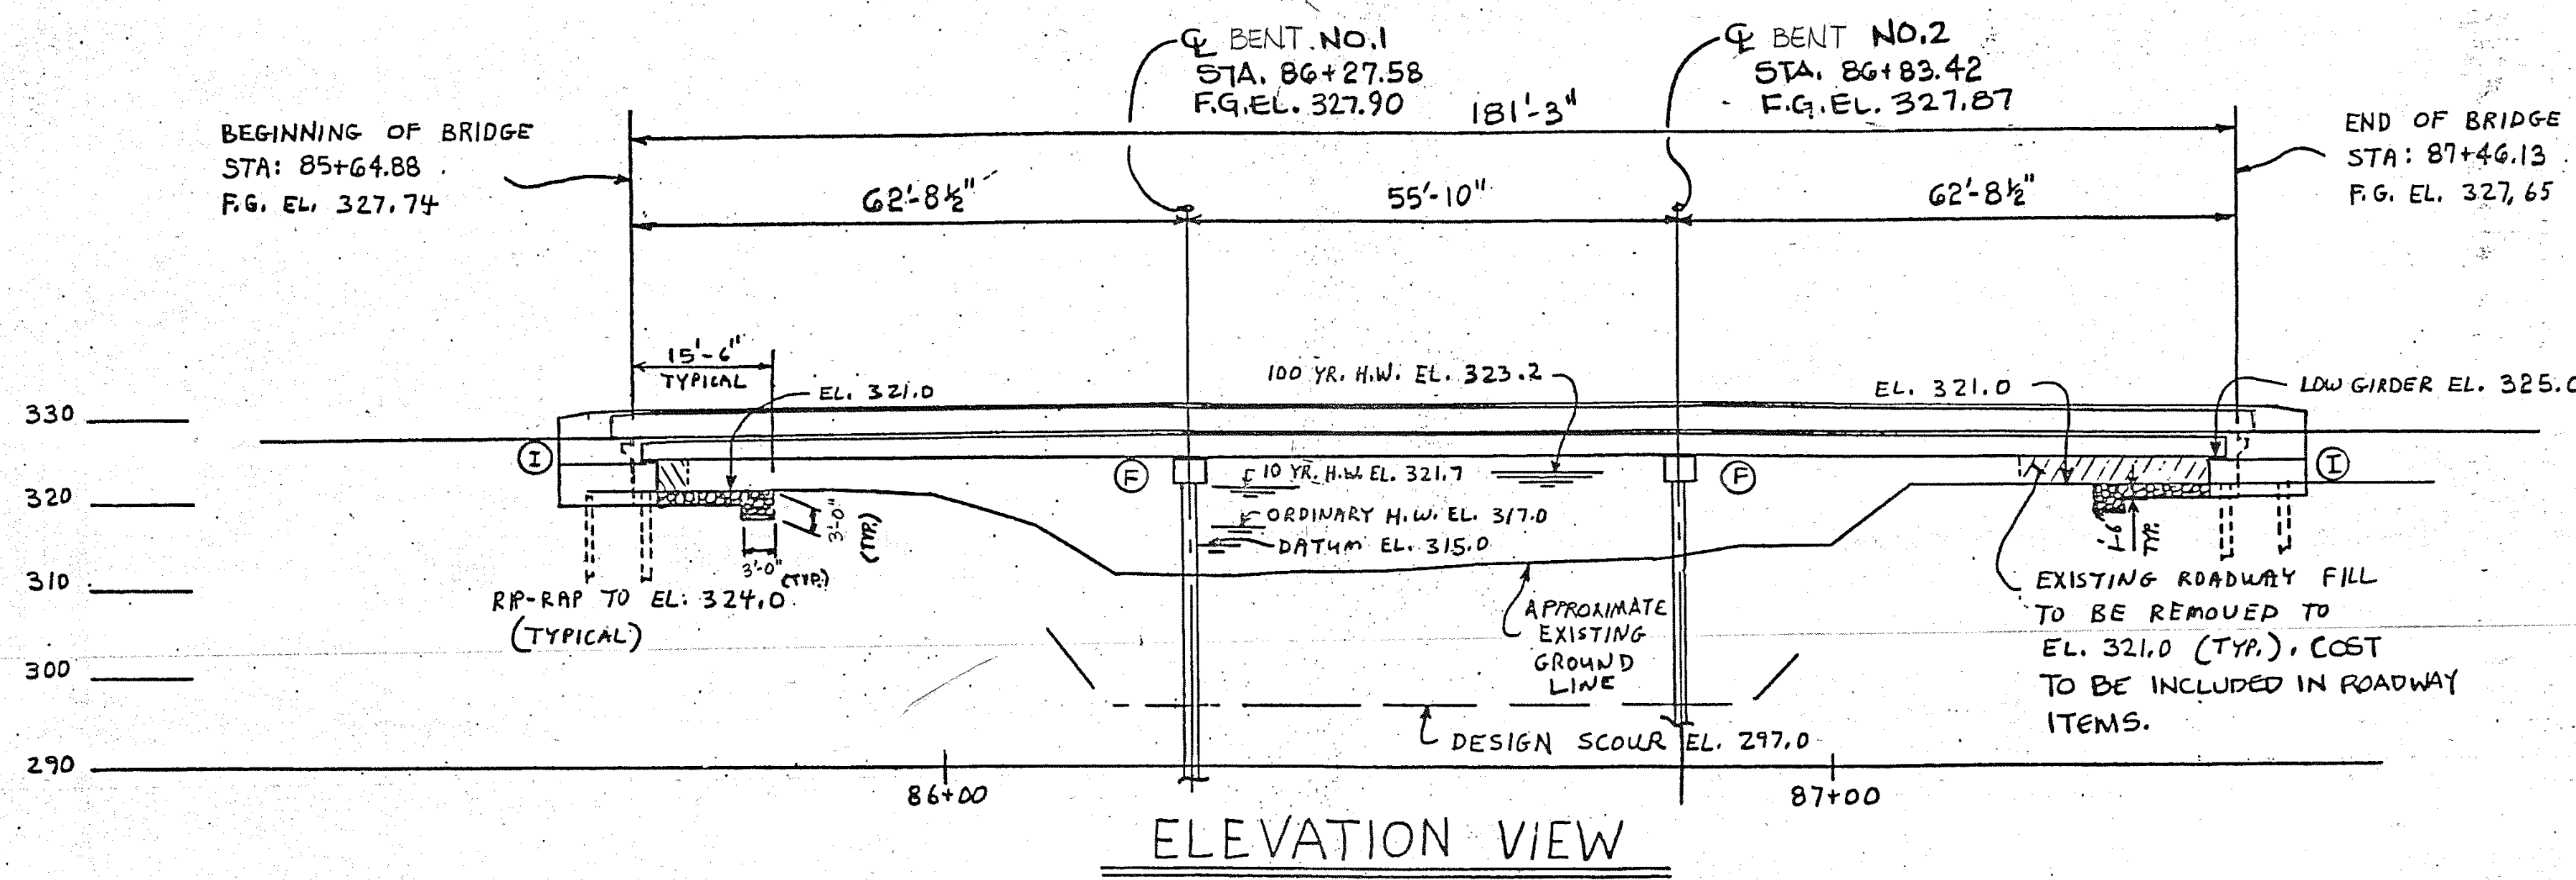 ℄ BENT NO.1
STA. 86+27.58
F.G.EL. 327.90
℄ BENT NO.2
STA. 86+83.42
F.G.EL. 327.87
181'-3"
BEGINNING OF BRIDGE
STA: 85+64.88
F.G. EL. 327.74
END OF BRIDGE
STA: 87+46.13
F.G. EL. 327,65
62'-8½"
55'-10"
62'-8½"
15'-6"
TYPICAL
EL. 321.0
100 YR. H.W. EL. 323.2
EL. 321.0
LOW GIRDER EL. 325.0
330
I
F
10 YR. H.W. EL. 321.7
F
I
320
ORDINARY H.W. EL. 317.0
DATUM EL. 315.0
3'-0"
(TYP.)
3'-0" (TYP.)
1'-6"
TYP.
310
RIP-RAP TO EL. 324.0
(TYPICAL)
APPROXIMATE
EXISTING
GROUND
LINE
EXISTING ROADWAY FILL
TO BE REMOVED TO
EL. 321.0 (TYP.). COST
TO BE INCLUDED IN ROADWAY
ITEMS.
300
DESIGN SCOUR EL. 297.0
290
86+00
87+00
ELEVATION VIEW